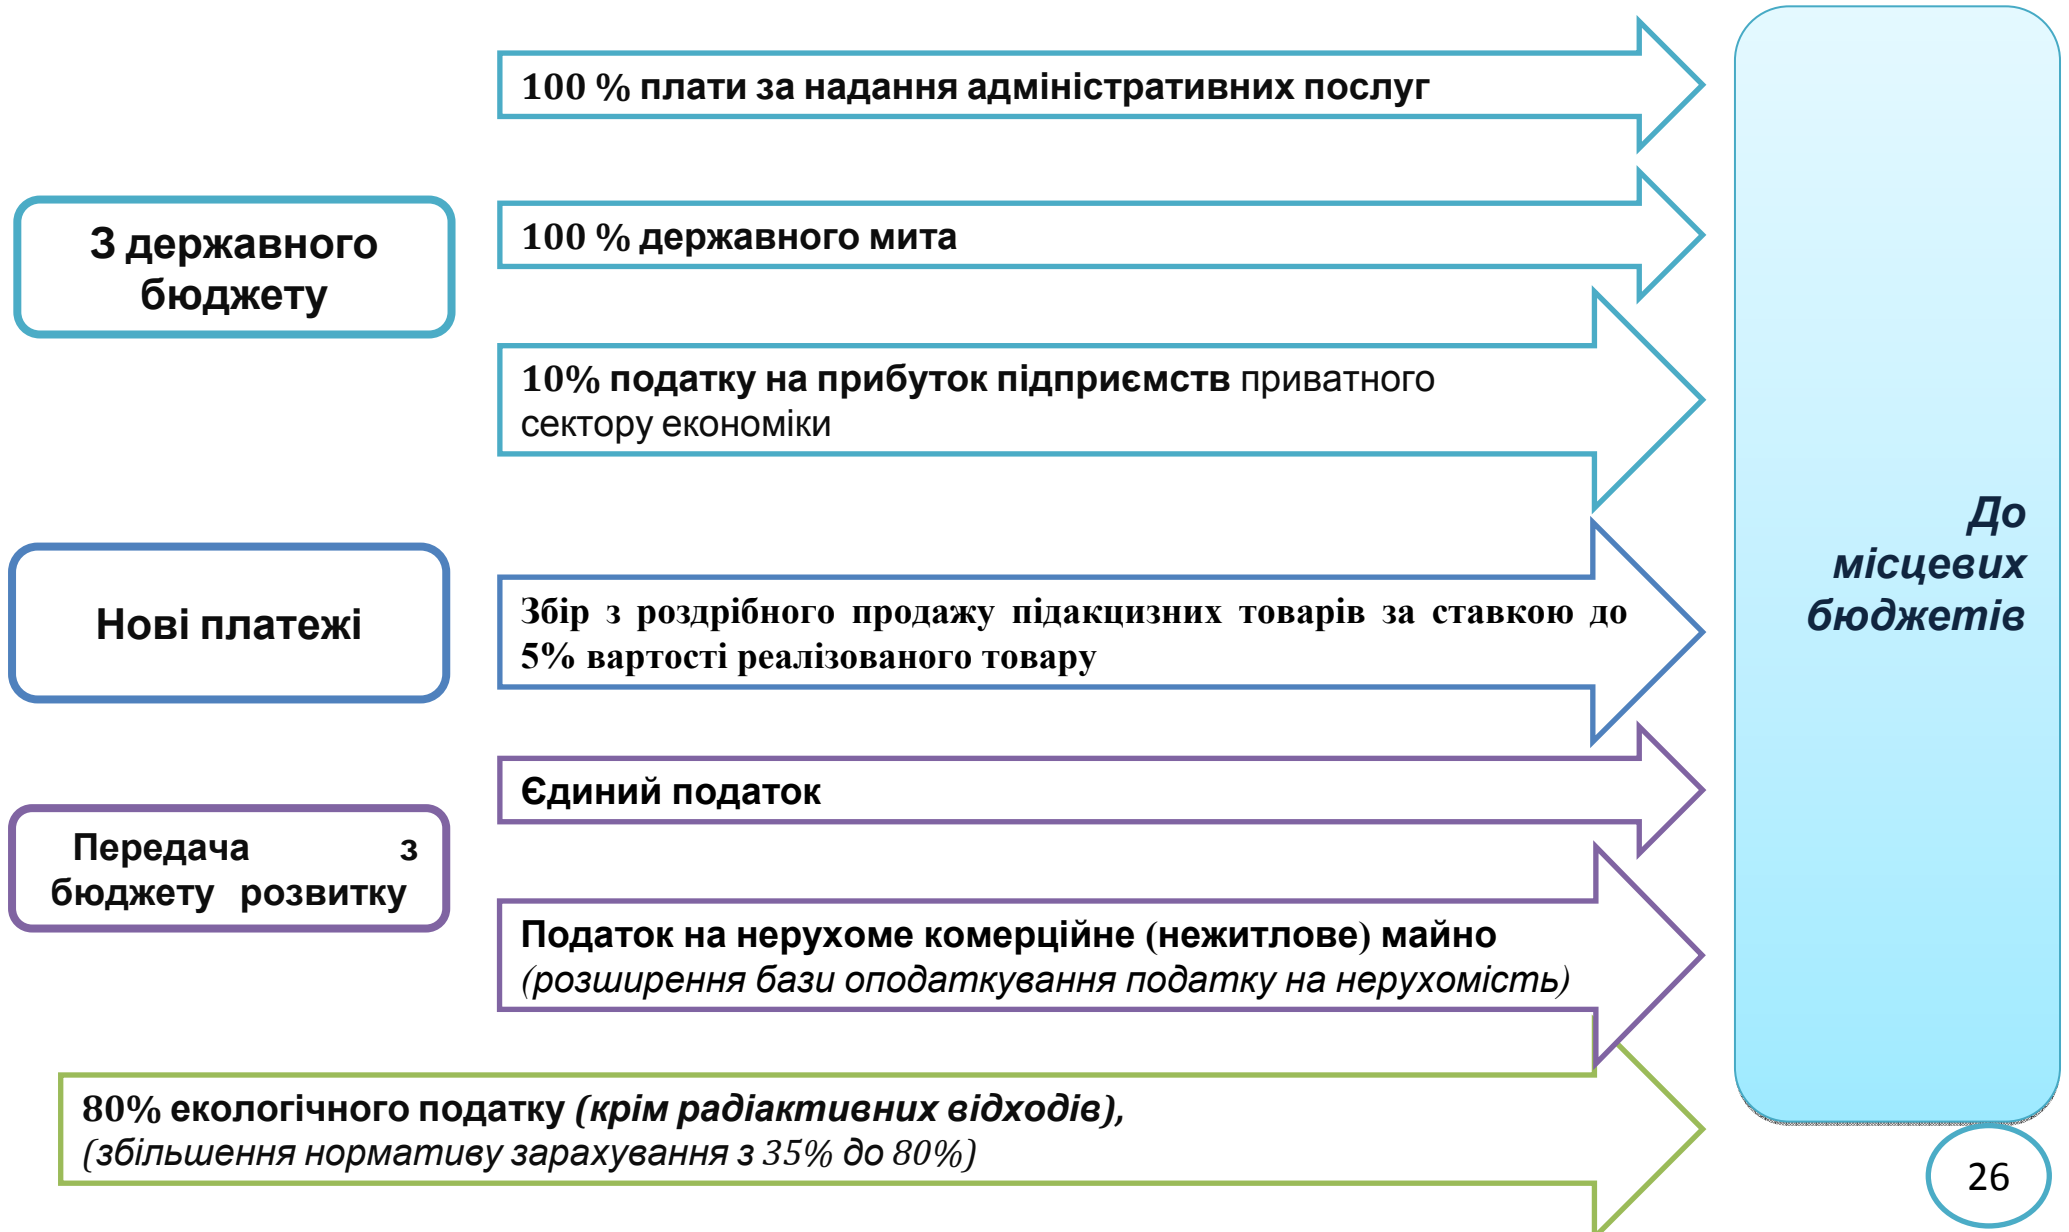 100 % плати за надання адміністративних послуг
З державного
бюджету
100 % державного мита
10% податку на прибуток підприємств приватного
сектору економіки
Нові платежі
Збір з роздрібного продажу підакцизних товарів за ставкою до
5% вартості реалізованого товару
До
місцевих
бюджетів
Передача з
бюджету розвитку
Єдиний податок
Податок на нерухоме комерційне (нежитлове) майно
(розширення бази оподаткування податку на нерухомість)
80% екологічного податку (крім радіактивних відходів),
(збільшення нормативу зарахування з 35% до 80%)
26